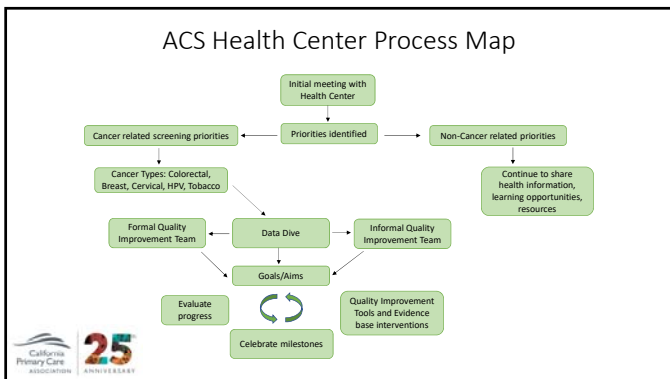 ACS Health Center Process Map
Initial meeting with
Health Center
Cancer related screening priorities
Priorities identified
Non-Cancer related priorities
Cancer Types: Colorectal,
Breast, Cervical, HPV, Tobacco
Continue to share
health information,
learning opportunities,
resources
Formal Quality
Improvement Team
Data Dive
Informal Quality
Improvement Team
Goals/Aims
Evaluate
progress
Quality Improvement
Tools and Evidence
base interventions
Celebrate milestones
California
Primary Care
ASSOCIATION
25th
ANNIVERSARY